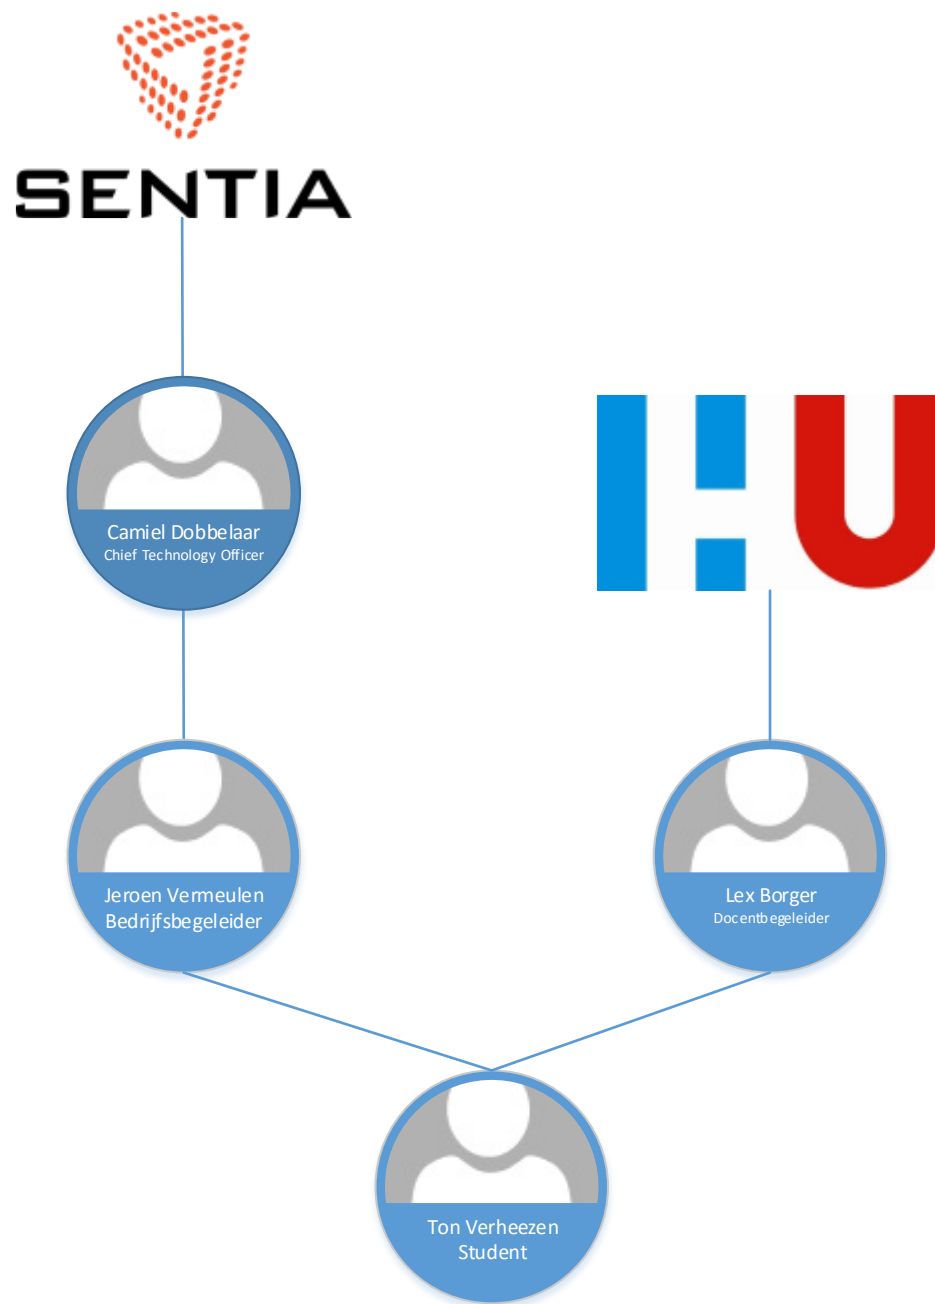 SENTIA
Camiel Dobbelaar
Chief Technology Officer
HU
Jeroen Vermeulen
Bedrijfsbegeleider
Lex Borger
Docentbegeleider
Ton Verheezen
Student